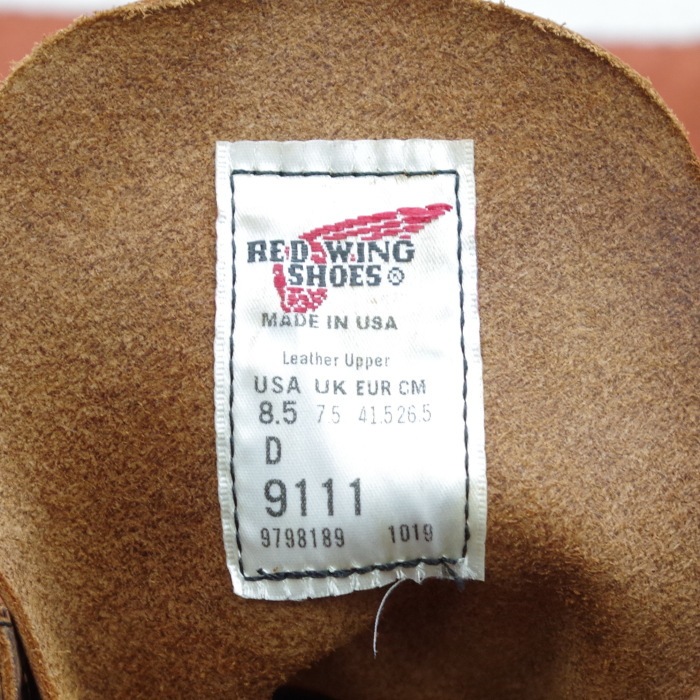 RED WING
SHOES®
MADE IN USA
Leather Upper
USA UK EUR CM
8.5 7.5 41.5 26.5
D
9111
9798189 1019